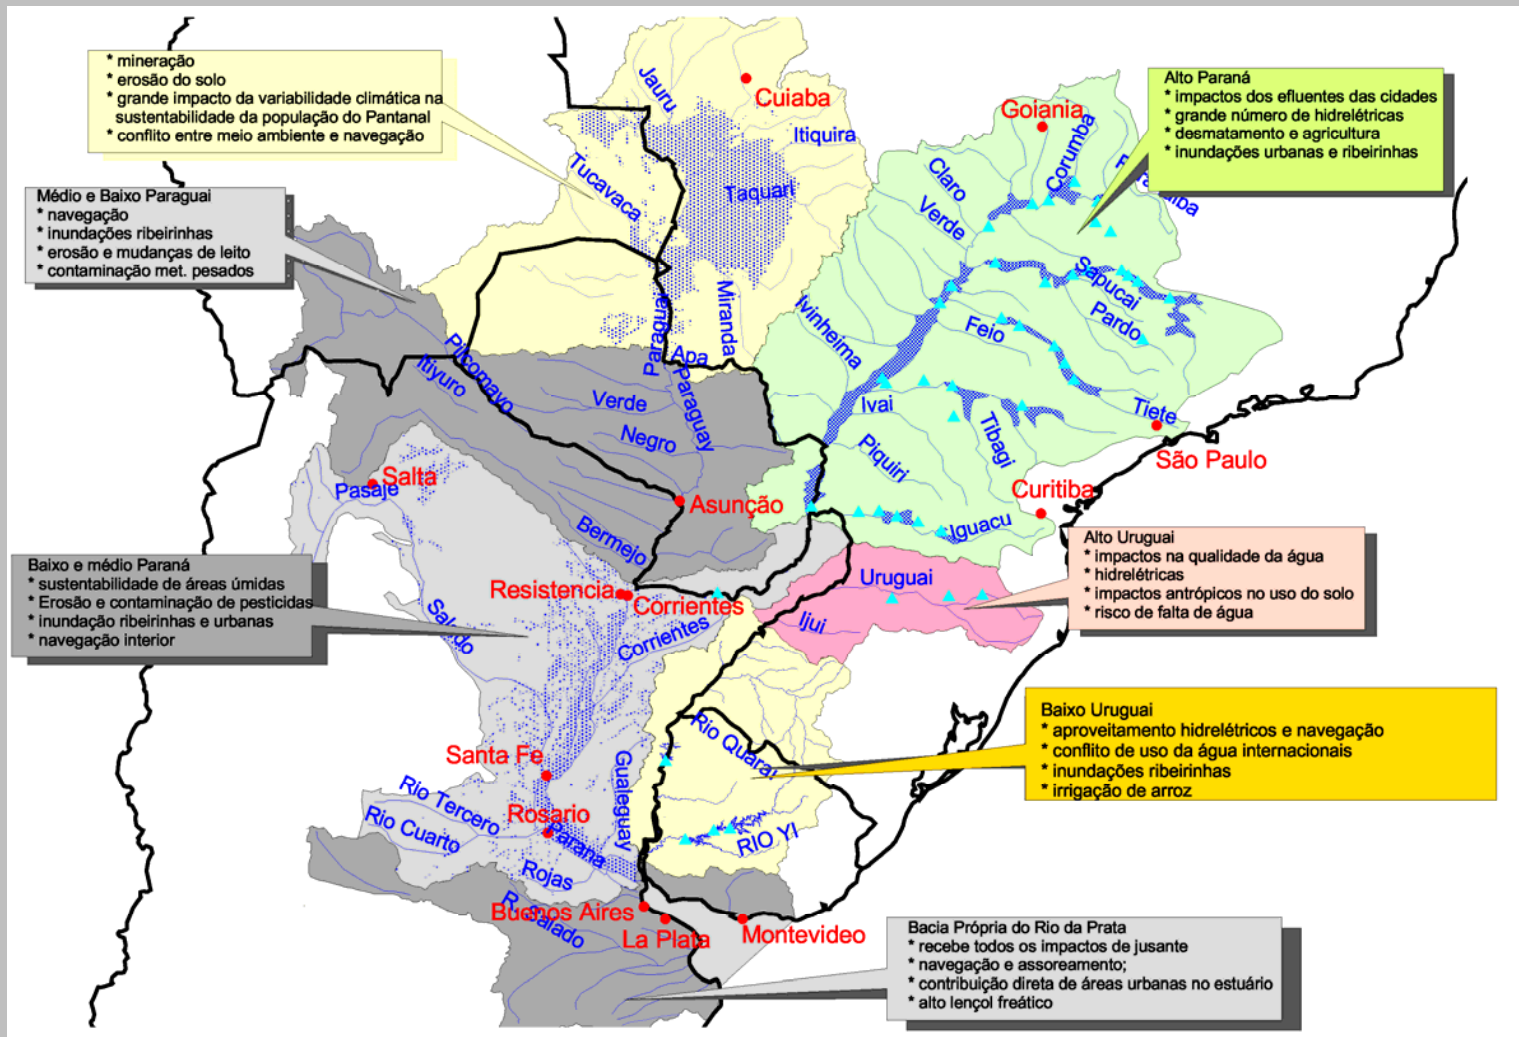 * mineração
* erosão do solo
* grande impacto da variabilidade climática na
sustentabilidade da população do Pantanal
* conflito entre meio ambiente e navegação
Médio e Baixo Paraguai
* navegação
* inundações ribeirinhas
* erosão e mudanças de leito
* contaminação met. pesados
Baixo e médio Paraná
* sustentabilidade de áreas úmidas
* Erosão e contaminação de pesticidas
* inundação ribeirinhas e urbanas
* navegação interior
Alto Paraná
* impactos dos efluentes das cidades
* grande número de hidrelétricas
* desmatamento e agricultura
* inundações urbanas e ribeirinhas
Alto Uruguai
* impactos na qualidade da água
* hidrelétricas
* impactos antrópicos no uso do solo
* risco de falta de água
Baixo Uruguai
* aproveitamento hidrelétricos e navegação
* conflito de uso da água internacionais
* inundações ribeirinhas
* irrigação de arroz
Bacia Própria do Rio da Prata
* recebe todos os impactos de jusante
* navegação e assoreamento;
* contribuição direta de áreas urbanas no estuário
* alto lençol freático
Jauru
Cuiaba
Itiquira
Tucavaca
Taquari
Goiania
Corumba
Claro
Verde
Sapucai
Pardo
Feio
Ivinheima
Miranda
Paraguai
Apa
Paraguay
Pilcomayo
Itiyuro
Verde
Negro
Ivai
Tibagi
Tiete
São Paulo
Piquiri
Curitiba
Iguacu
Salta
Pasaje
Asunção
Bermejo
Resistencia
Corrientes
Corrientes
Uruguai
Ijui
Salado
Santa Fe
Rio Tercero
Rio Cuarto
Rosario
Parana
Gualeguay
Rojas
Rio Quarai
RIO YI
R. Salado
Buenos Aires
La Plata
Montevideo